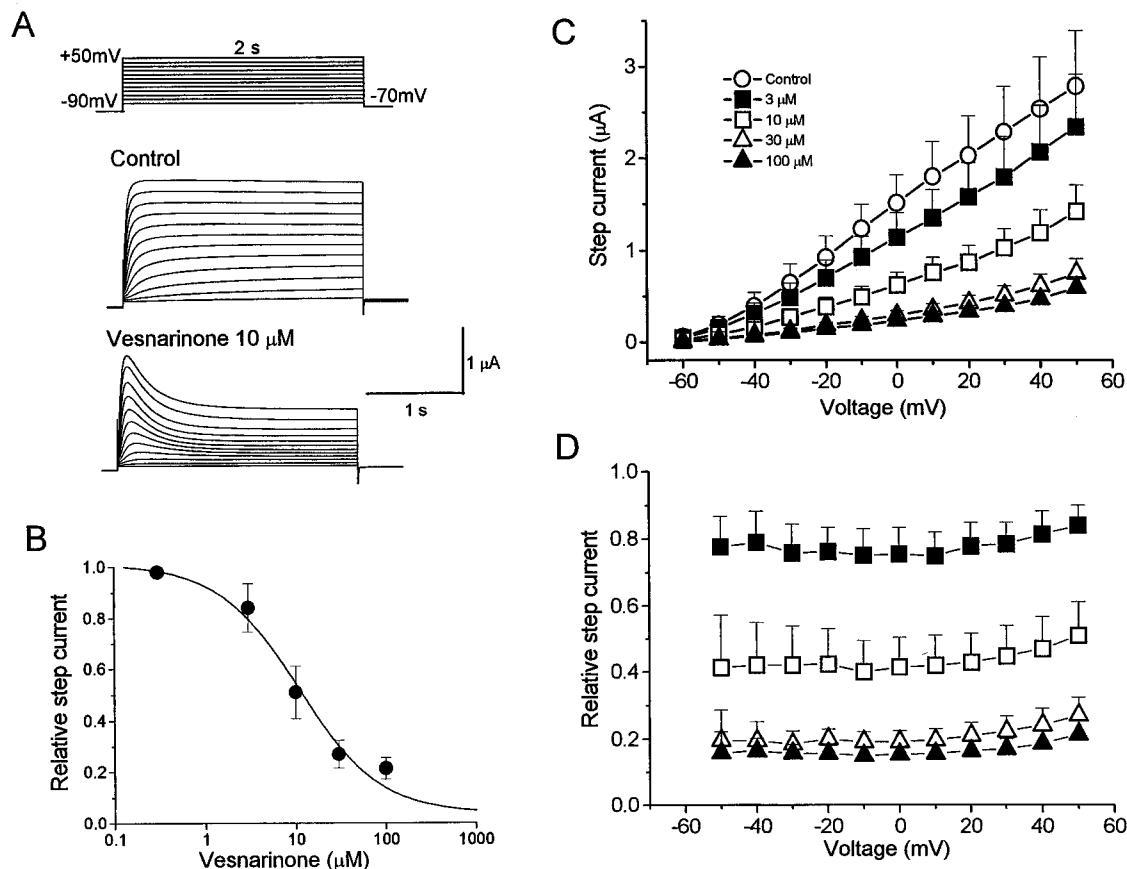 A
+50mV
2 s
-90mV
-70mV
Control
Vesnarinone 10 μM
1 μA
1 s
B
Relative step current
1.0
0.8
0.6
0.4
0.2
0.0
0.1
1
10
100
1000
Vesnarinone (μM)
C
Step current (μA)
3
2
1
0
Control
3 μM
10 μM
30 μM
100 μM
-60
-40
-20
0
20
40
60
Voltage (mV)
D
Relative step current
1.0
0.8
0.6
0.4
0.2
0.0
-60
-40
-20
0
20
40
60
Voltage (mV)